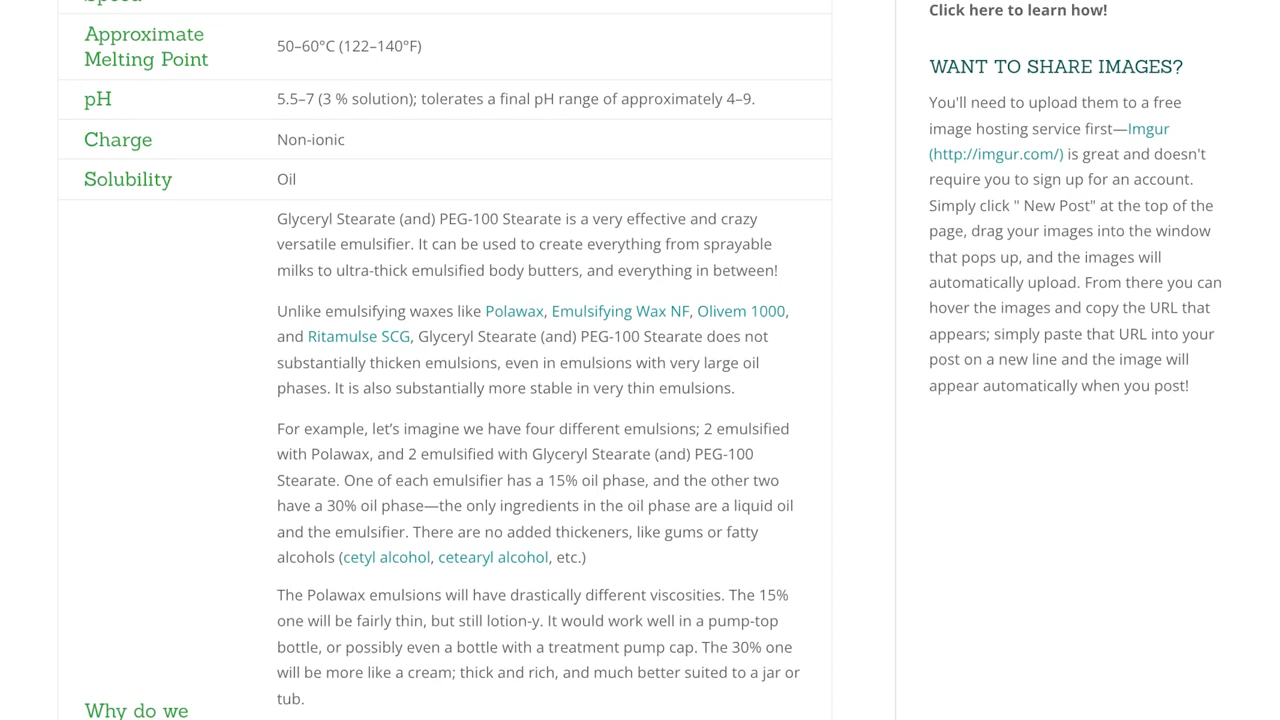 Speed
Approximate
Melting Point
50–60°C (122–140°F)
pH
5.5–7 (3 % solution); tolerates a final pH range of approximately 4–9.
Charge
Non-ionic
Solubility
Oil
Glyceryl Stearate (and) PEG-100 Stearate is a very effective and crazy
versatile emulsifier. It can be used to create everything from sprayable
milks to ultra-thick emulsified body butters, and everything in between!
Unlike emulsifying waxes like Polawax, Emulsifying Wax NF, Olivem 1000,
and Ritamulse SCG, Glyceryl Stearate (and) PEG-100 Stearate does not
substantially thicken emulsions, even in emulsions with very large oil
phases. It is also substantially more stable in very thin emulsions.
For example, let’s imagine we have four different emulsions; 2 emulsified
with Polawax, and 2 emulsified with Glyceryl Stearate (and) PEG-100
Stearate. One of each emulsifier has a 15% oil phase, and the other two
have a 30% oil phase—the only ingredients in the oil phase are a liquid oil
and the emulsifier. There are no added thickeners, like gums or fatty
alcohols (cetyl alcohol, cetearyl alcohol, etc.)
The Polawax emulsions will have drastically different viscosities. The 15%
one will be fairly thin, but still lotion-y. It would work well in a pump-top
bottle, or possibly even a bottle with a treatment pump cap. The 30% one
will be more like a cream; thick and rich, and much better suited to a jar or
tub.
Why do we
Click here to learn how!
WANT TO SHARE IMAGES?
You'll need to upload them to a free
image hosting service first—Imgur
(http://imgur.com/) is great and doesn't
require you to sign up for an account.
Simply click " New Post" at the top of the
page, drag your images into the window
that pops up, and the images will
automatically upload. From there you can
hover the images and copy the URL that
appears; simply paste that URL into your
post on a new line and the image will
appear automatically when you post!